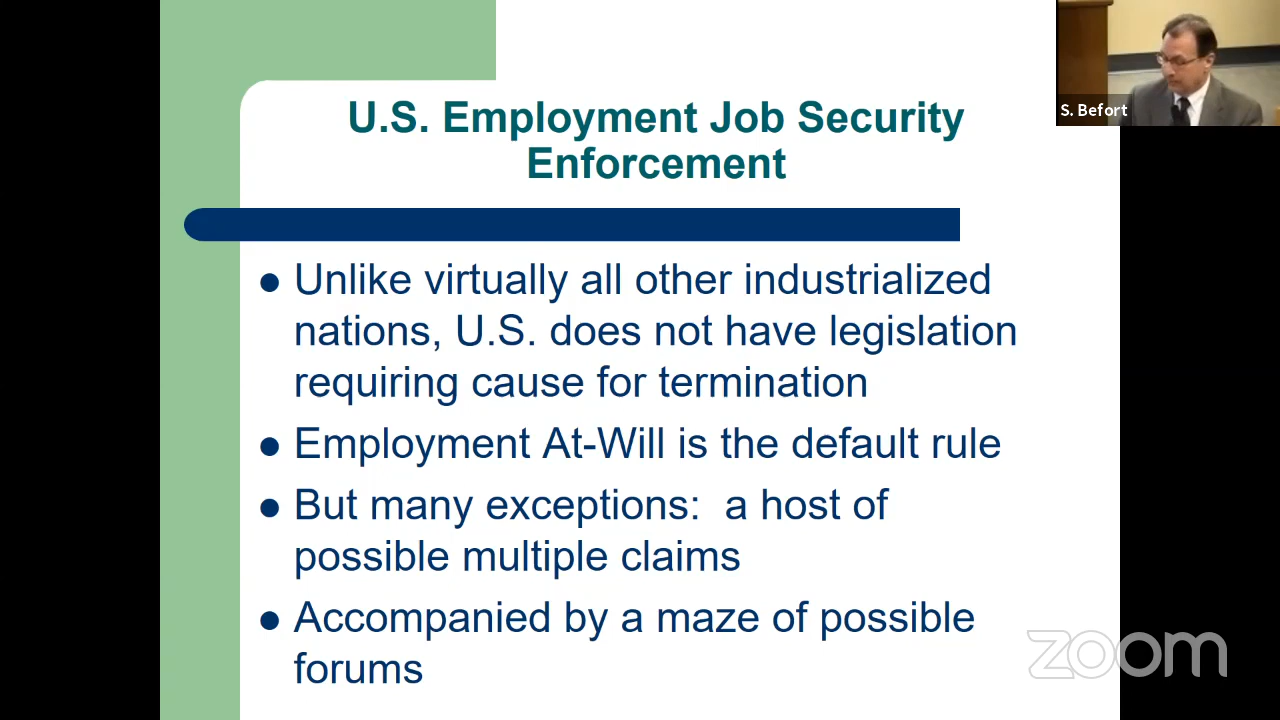 S. Befort
U.S. Employment Job Security
Enforcement
● Unlike virtually all other industrialized
nations, U.S. does not have legislation
requiring cause for termination
● Employment At-Will is the default rule
● But many exceptions:  a host of
possible multiple claims
● Accompanied by a maze of possible
forums
zoom